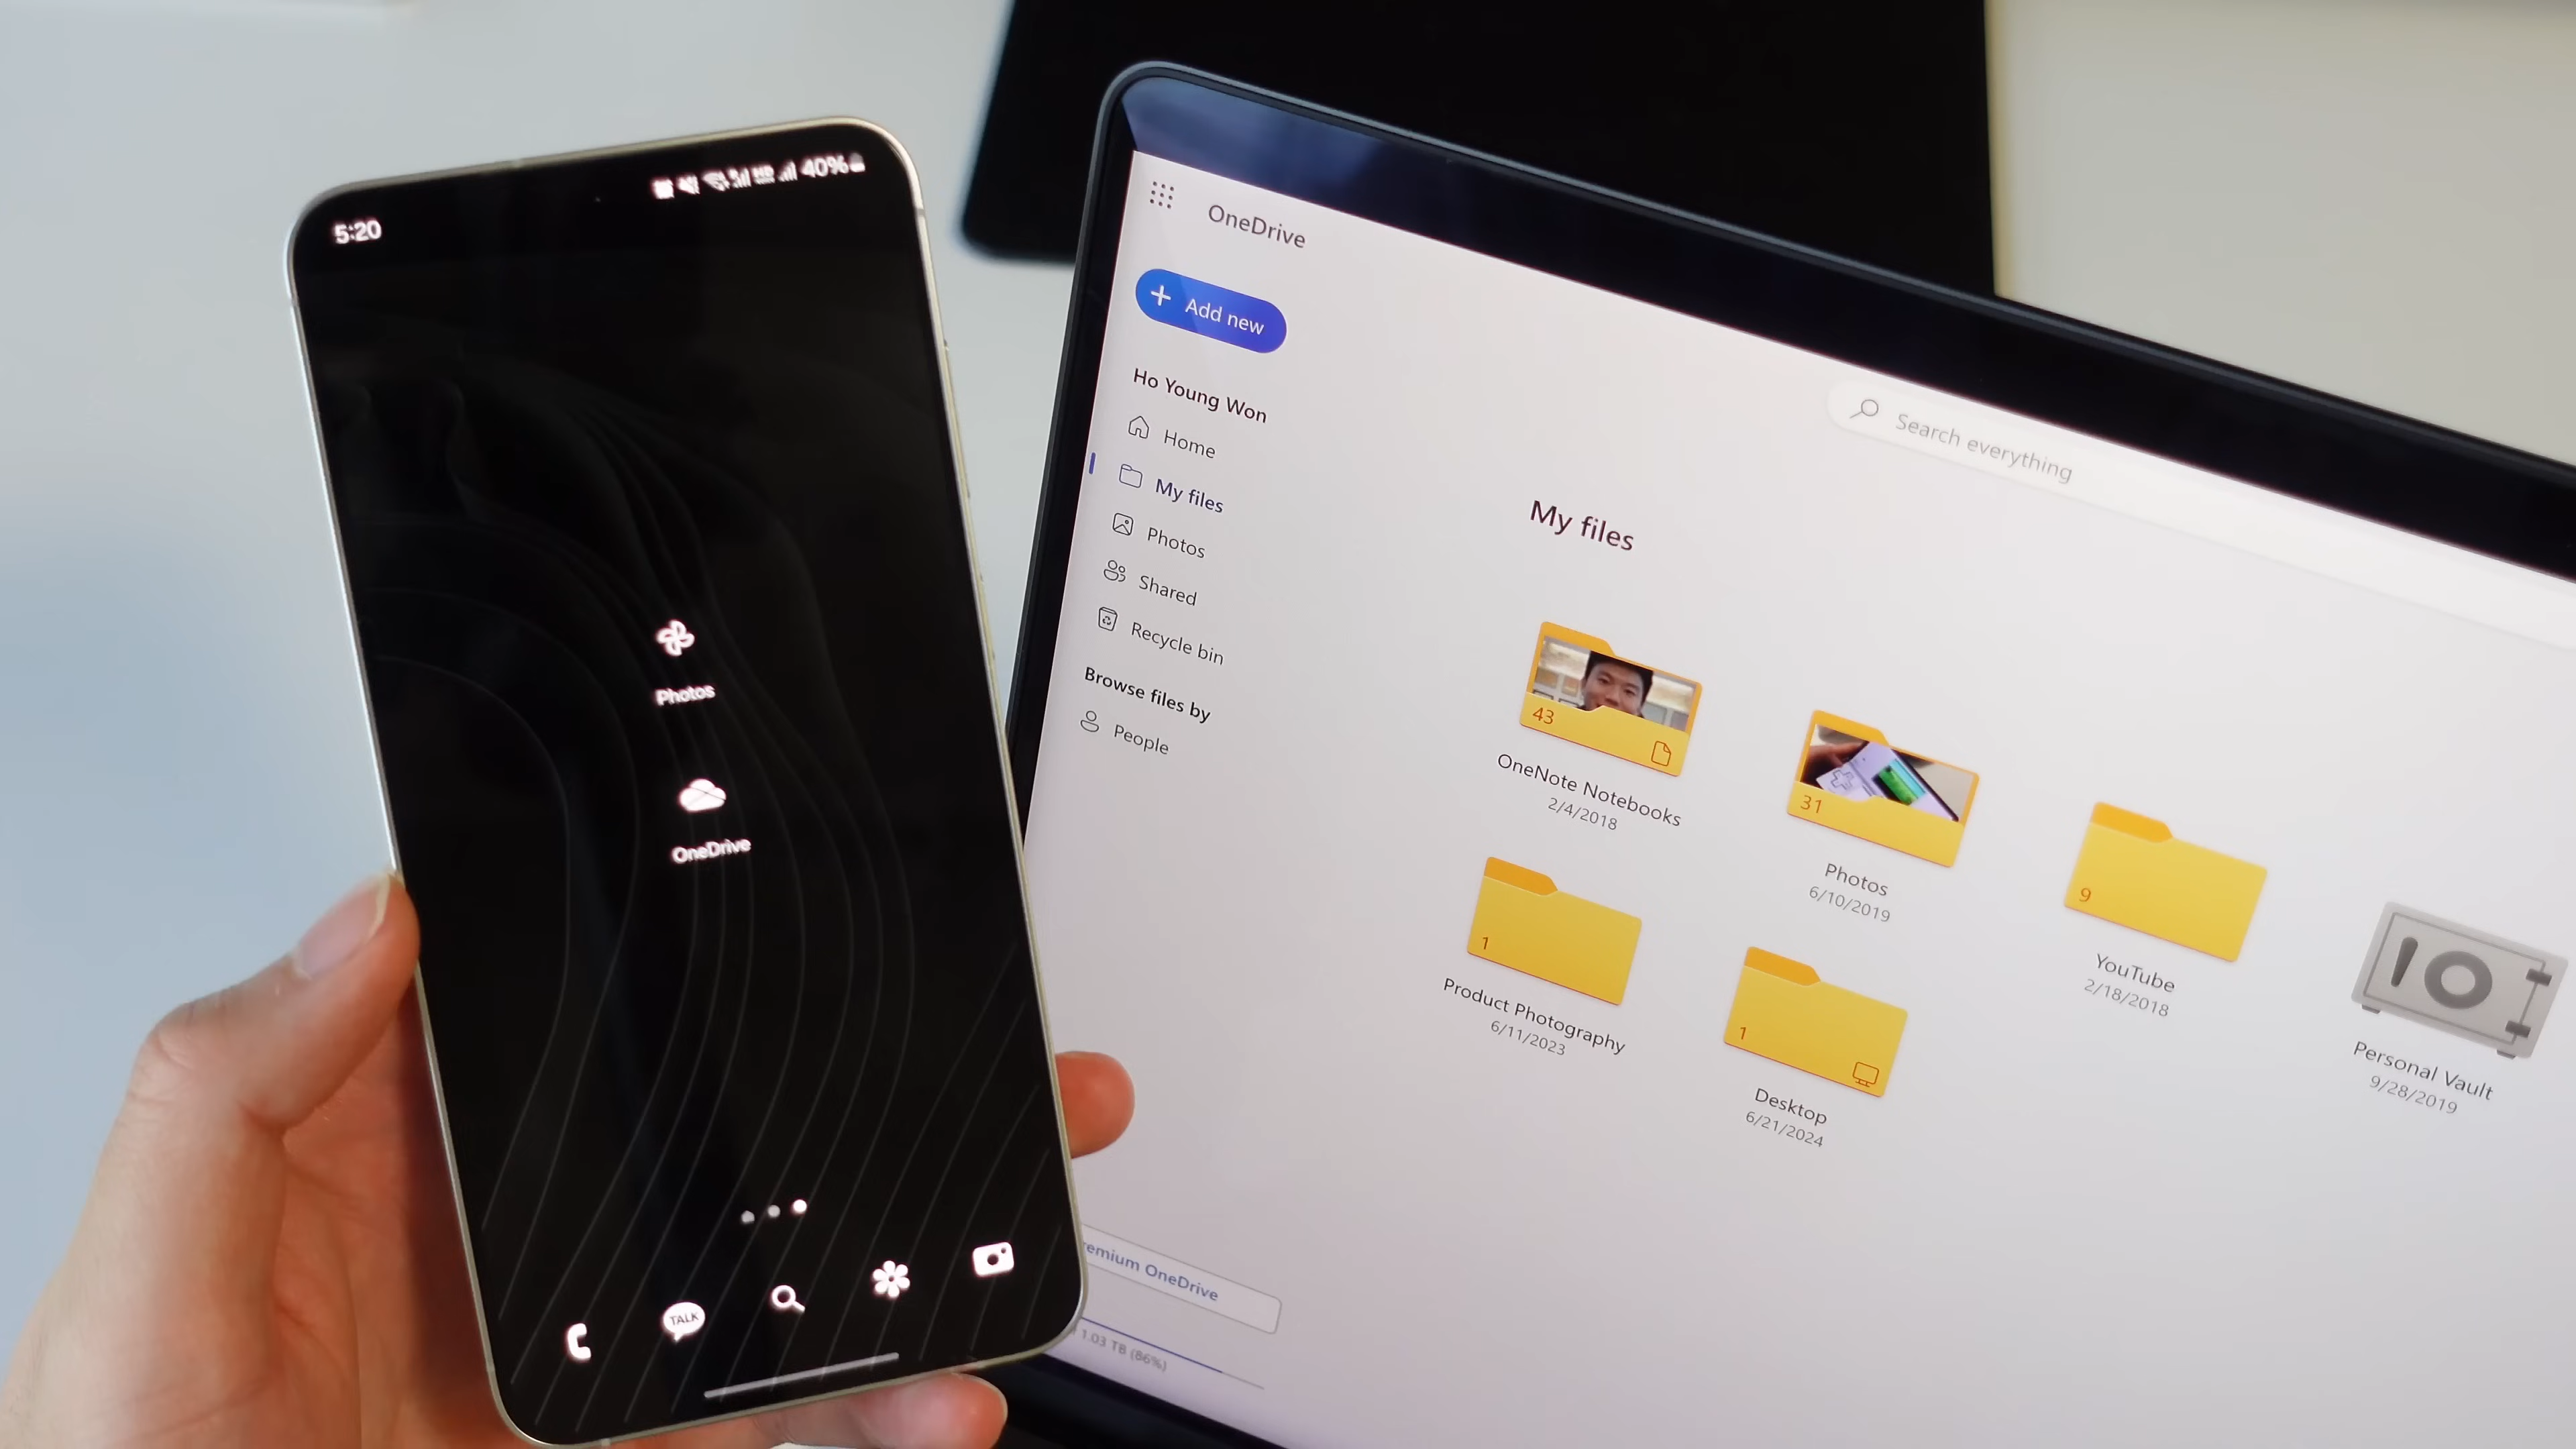 5:20
40%
Photos
OneDrive
TALK
OneDrive
Add new
Ho Young Won
Home
My files
Photos
Shared
Recycle bin
Browse files by
People
remium OneDrive
1.03 TB (86%)
Search everything
My files
43
OneNote Notebooks
2/4/2018
31
Photos
6/10/2019
9
YouTube
2/18/2018
Personal Vault
9/28/2019
1
Product Photography
6/11/2023
1
Desktop
6/21/2024